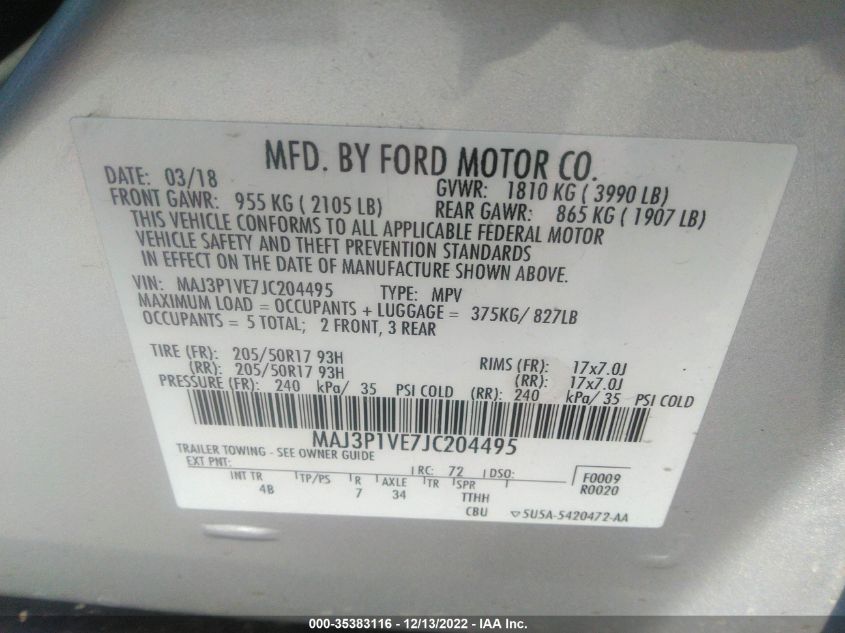 MFD. BY FORD MOTOR CO.
DATE: 03/18 GVWR: 1810 KG ( 3990 LB)
FRONT GAWR: 955 KG ( 2105 LB) REAR GAWR: 865 KG ( 1907 LB)
THIS VEHICLE CONFORMS TO ALL APPLICABLE FEDERAL MOTOR
VEHICLE SAFETY AND THEFT PREVENTION STANDARDS
IN EFFECT ON THE DATE OF MANUFACTURE SHOWN ABOVE.
VIN: MAJ3P1VE7JC204495 TYPE: MPV
MAXIMUM LOAD = OCCUPANTS + LUGGAGE = 375KG/ 827LB
OCCUPANTS = 5 TOTAL; 2 FRONT, 3 REAR
TIRE (FR): 205/50R17 93H RIMS (FR): 17x7.0J
(RR): 205/50R17 93H (RR): 17x7.0J
PRESSURE (FR): 240 kPa/ 35 PSI COLD (RR): 240 kPa/ 35 PSI COLD
MAJ3P1VE7JC204495
TRAILER TOWING - SEE OWNER GUIDE
EXT PNT: RC: 72 DSO: F0009
INT TR TP/PS R AXLE TR SPR R0020
4B 7 34 TTHH
CBU 5U5A-5420472-AA
000-35383116 - 12/13/2022 - IAA Inc.